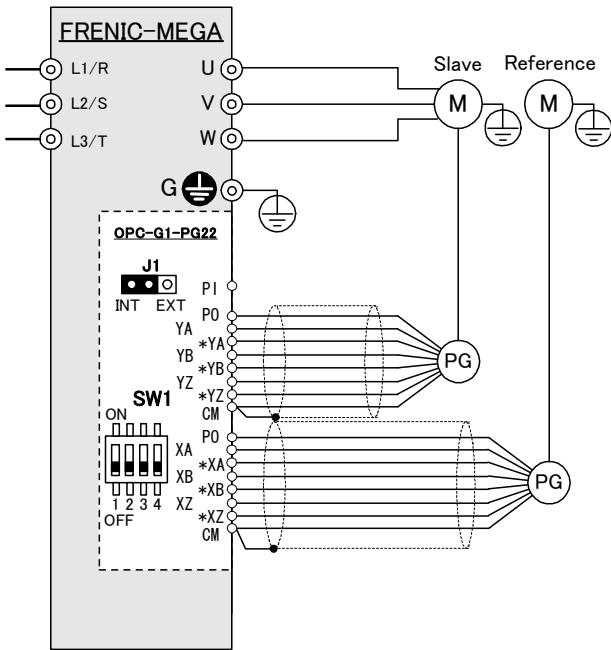 FRENIC-MEGA
Slave Reference
L1/R U
L2/S V M M
L3/T W
G
OPC-G1-PG22
J1
INT EXT
PI
PO
YA
*YA
YB
*YB
YZ
*YZ
CM
PG
SW1
ON
1 2 3 4
OFF
PO
XA
*XA
XB
*XB
XZ
*XZ
CM
PG